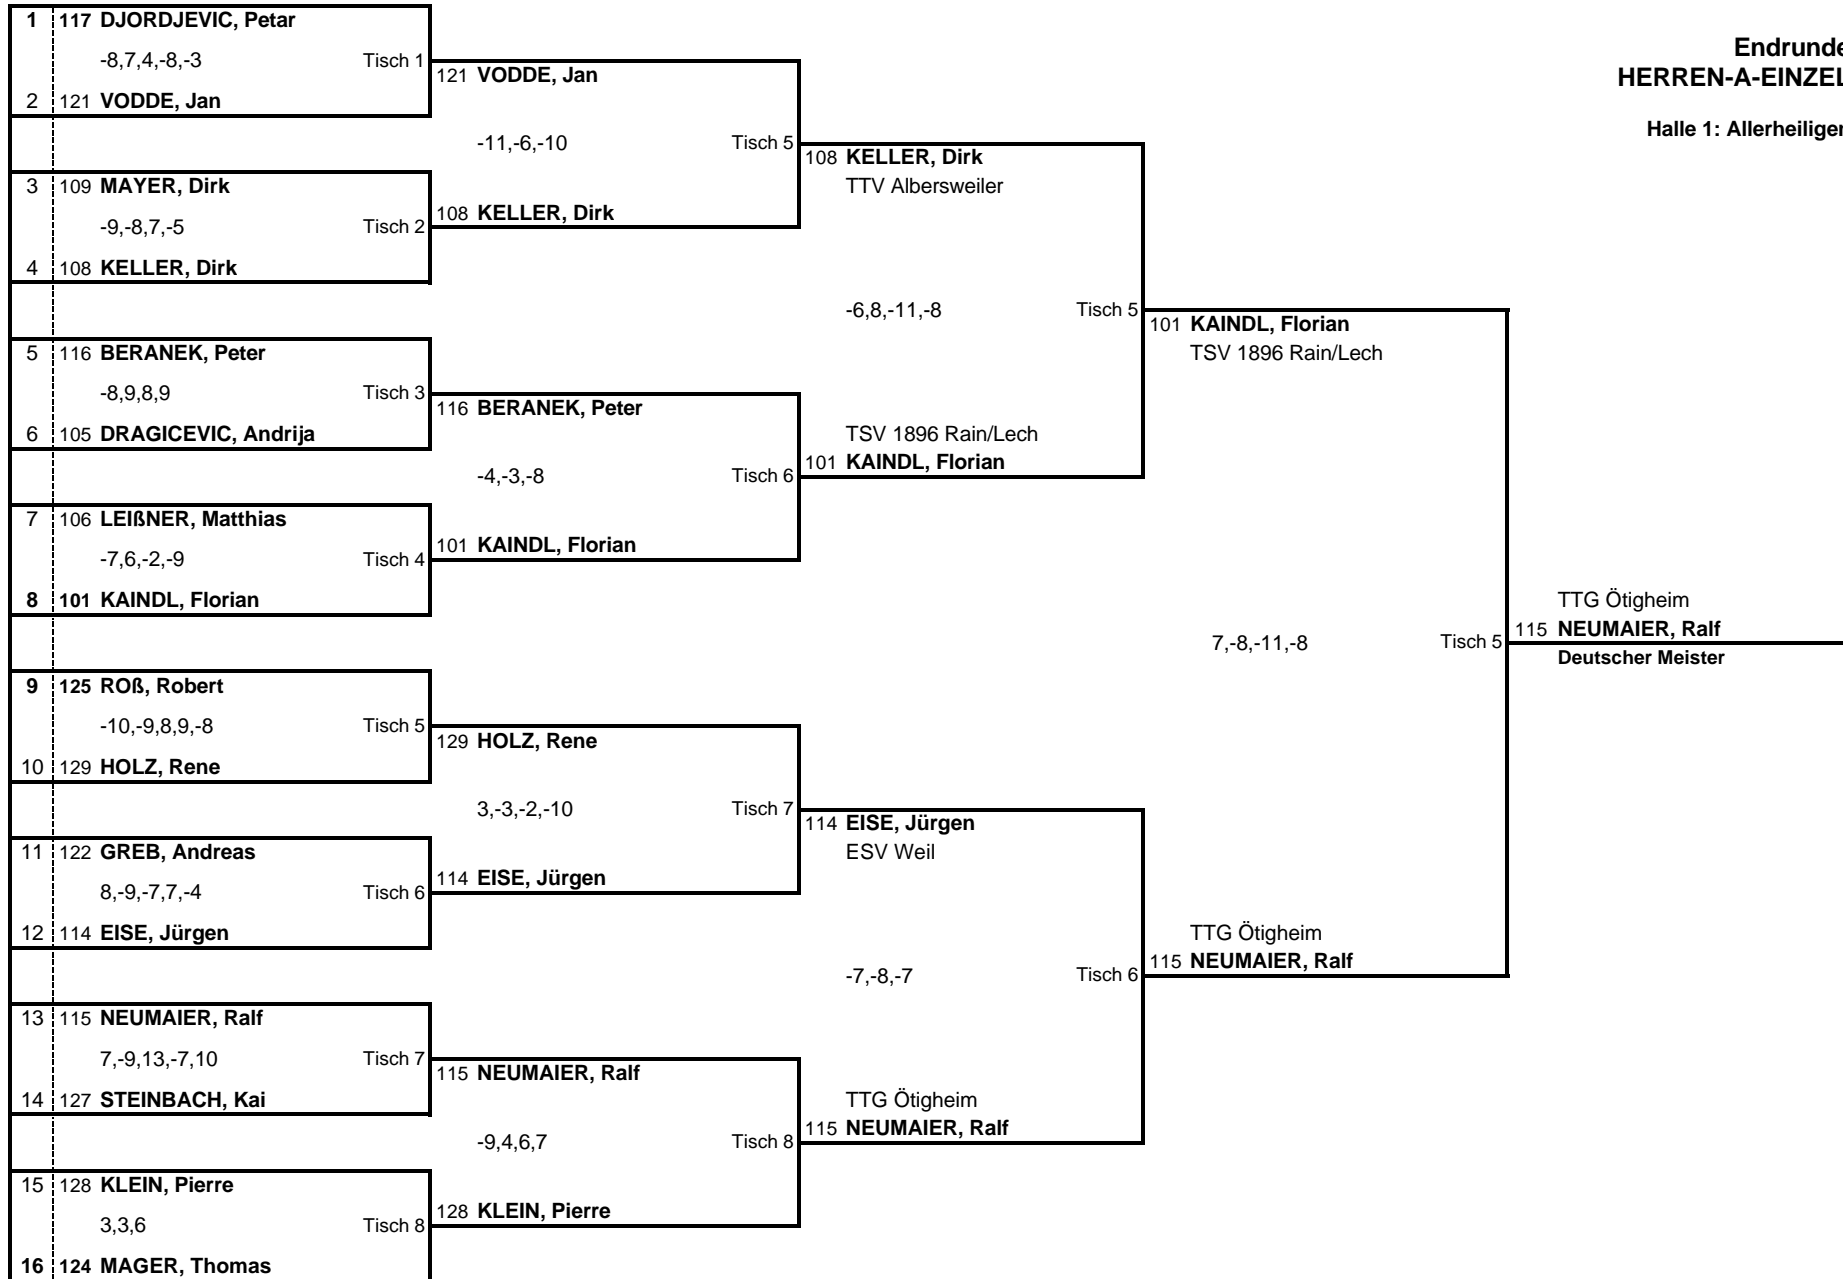 1 117 DJORDJEVIC, Petar
-8,7,4,-8,-3 Tisch 1
2 121 VODDE, Jan
3 109 MAYER, Dirk
-9,-8,7,-5 Tisch 2
4 108 KELLER, Dirk
5 116 BERANEK, Peter
-8,9,8,9 Tisch 3
6 105 DRAGICEVIC, Andrija
7 106 LEIßNER, Matthias
-7,6,-2,-9 Tisch 4
8 101 KAINDL, Florian
9 125 ROß, Robert
-10,-9,8,9,-8 Tisch 5
10 129 HOLZ, Rene
11 122 GREB, Andreas
8,-9,-7,7,-4 Tisch 6
12 114 EISE, Jürgen
13 115 NEUMAIER, Ralf
7,-9,13,-7,10 Tisch 7
14 127 STEINBACH, Kai
15 128 KLEIN, Pierre
3,3,6 Tisch 8
16 124 MAGER, Thomas
121 VODDE, Jan
-11,-6,-10 Tisch 5
108 KELLER, Dirk
116 BERANEK, Peter
-4,-3,-8 Tisch 6
101 KAINDL, Florian
129 HOLZ, Rene
3,-3,-2,-10 Tisch 7
114 EISE, Jürgen
115 NEUMAIER, Ralf
-9,4,6,7 Tisch 8
128 KLEIN, Pierre
108 KELLER, Dirk
TTV Albersweiler
-6,8,-11,-8 Tisch 5
TSV 1896 Rain/Lech
101 KAINDL, Florian
114 EISE, Jürgen
ESV Weil
-7,-8,-7 Tisch 6
TTG Ötigheim
115 NEUMAIER, Ralf
101 KAINDL, Florian
TSV 1896 Rain/Lech
7,-8,-11,-8 Tisch 5
TTG Ötigheim
115 NEUMAIER, Ralf
TTG Ötigheim
115 NEUMAIER, Ralf
Deutscher Meister
Endrunde
HERREN-A-EINZEL
Halle 1: Allerheiligen